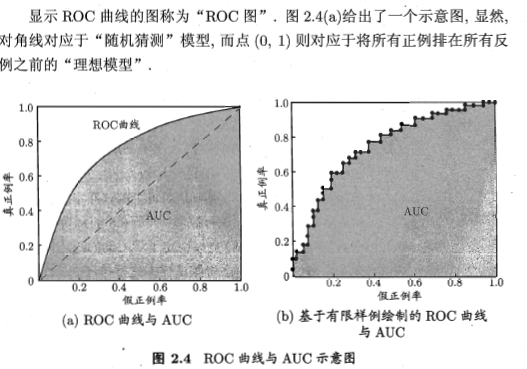 显示 ROC 曲线的图称为“ROC 图”. 图 2.4(a)给出了一个示意图, 显然,
对角线对应于“随机猜测”模型, 而点 (0, 1) 则对应于将所有正例排在所有反
例之前的“理想模型”.
1.0
0.8
0.6
0.4
0.2
0
真正例率
ROC曲线
AUC
0.2 0.4 0.6 0.8 1.0
假正例率
(a) ROC 曲线与 AUC
1.0
0.8
0.6
0.4
0.2
0
真正例率
AUC
0.2 0.4 0.6 0.8 1.0
假正例率
(b) 基于有限样例绘制的 ROC 曲线
与 AUC
图 2.4 ROC 曲线与 AUC 示意图